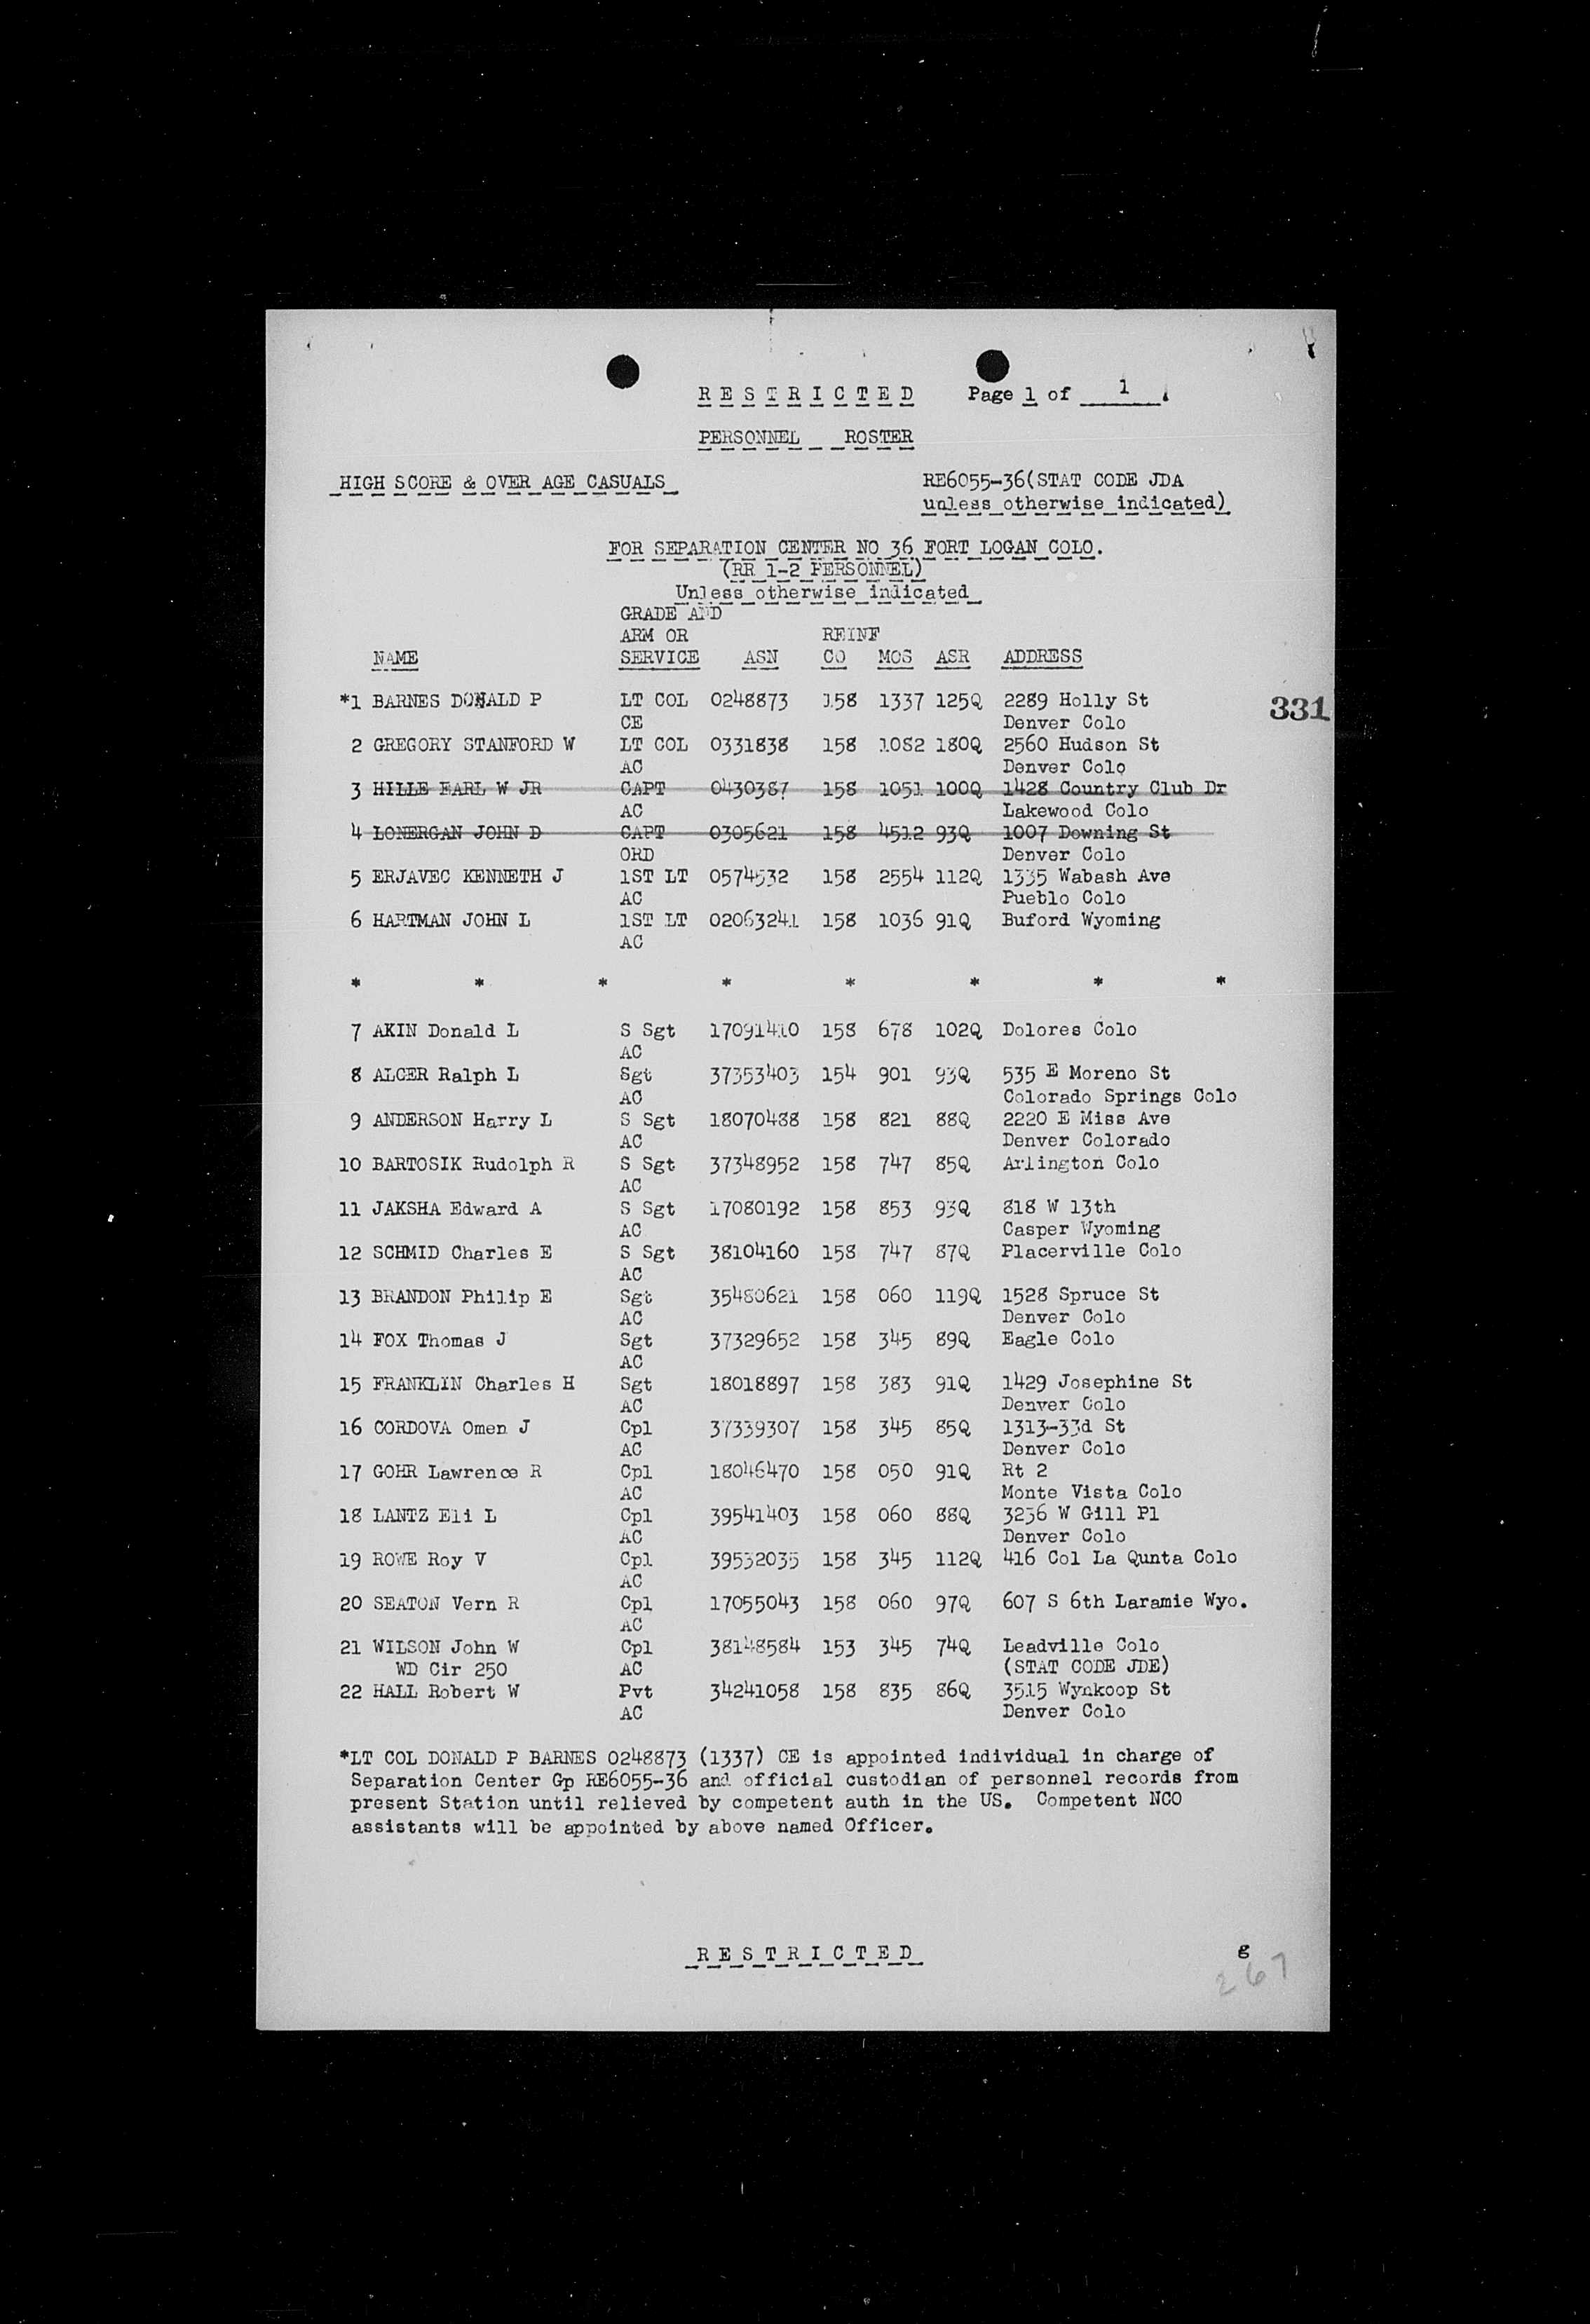 R E S T R I C T E D Page 1 of 1
PERSONNEL ROSTER
HIGH SCORE & OVER AGE CASUALS RE6055-36(STAT CODE JDA
unless otherwise indicated)
FOR SEPARATION CENTER NO 36 FORT LOGAN COLO.
(RR 1-2 PERSONNEL)
Unless otherwise indicated
GRADE AND
ARM OR REINF
NAME SERVICE ASN CO MOS ASR ADDRESS
*1 BARNES DONALD P LT COL 0248873 158 1337 125Q 2289 Holly St
CE Denver Colo
331
2 GREGORY STANFORD W LT COL 0331838 158 1082 180Q 2560 Hudson St
AC Denver Colo
3 HILLE EARL W JR CAPT 0430387 158 1051 100Q 1428 Country Club Dr
AC Lakewood Colo
4 LONERGAN JOHN D CAPT 0305621 158 4512 93Q 1007 Downing St
ORD Denver Colo
5 ERJAVEC KENNETH J 1ST LT 0574532 158 2554 112Q 1335 Wabash Ave
AC Pueblo Colo
6 HARTMAN JOHN L 1ST LT 02063241 158 1036 91Q Buford Wyoming
AC
* * * * * * * *
7 AKIN Donald L S Sgt 17091410 158 678 102Q Dolores Colo
AC
8 ALGER Ralph L Sgt 37353403 154 901 93Q 535 E Moreno St
AC Colorado Springs Colo
9 ANDERSON Harry L S Sgt 18070488 158 821 88Q 2220 E Miss Ave
AC Denver Colorado
10 BARTOSIK Rudolph R S Sgt 37348952 158 747 85Q Arlington Colo
AC
11 JAKSHA Edward A S Sgt 17080192 158 853 93Q 818 W 13th
AC Casper Wyoming
12 SCHMID Charles E S Sgt 38104160 158 747 87Q Placerville Colo
AC
13 BRANDON Philip E Sgt 35480621 158 060 119Q 1528 Spruce St
AC Denver Colo
14 FOX Thomas J Sgt 37329652 158 345 89Q Eagle Colo
AC
15 FRANKLIN Charles H Sgt 18018897 158 383 91Q 1429 Josephine St
AC Denver Colo
16 CORDOVA Omen J Cpl 37339307 158 345 85Q 1313-33d St
AC Denver Colo
17 GOHR Lawrence R Cpl 18046470 158 050 91Q Rt 2
AC Monte Vista Colo
18 LANTZ Eli L Cpl 39541403 158 060 88Q 3236 W Gill Pl
AC Denver Colo
19 ROWE Roy V Cpl 39532035 158 345 112Q 416 Col La Qunta Colo
AC
20 SEATON Vern R Cpl 17055043 158 060 97Q 607 S 6th Laramie Wyo.
AC
21 WILSON John W Cpl 38148584 153 345 74Q Leadville Colo
WD Cir 250 AC (STAT CODE JDE)
22 HALL Robert W Pvt 34241058 158 835 86Q 3515 Wynkoop St
AC Denver Colo
*LT COL DONALD P BARNES 0248873 (1337) CE is appointed individual in charge of
Separation Center Gp RE6055-36 and official custodian of personnel records from
present Station until relieved by competent auth in the US. Competent NCO
assistants will be appointed by above named Officer.
R E S T R I C T E D g
267